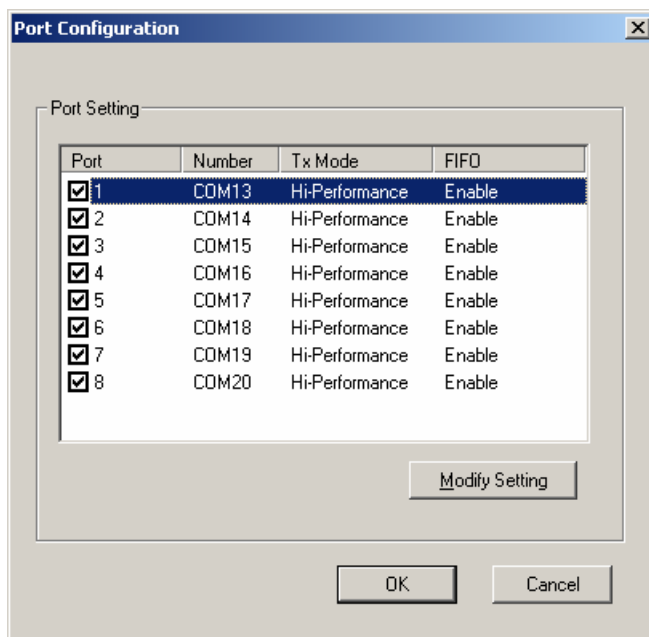 Port Configuration
Port Setting
Port Number Tx Mode FIFO
1 COM13 Hi-Performance Enable
2 COM14 Hi-Performance Enable
3 COM15 Hi-Performance Enable
4 COM16 Hi-Performance Enable
5 COM17 Hi-Performance Enable
6 COM18 Hi-Performance Enable
7 COM19 Hi-Performance Enable
8 COM20 Hi-Performance Enable
Modify Setting
OK Cancel